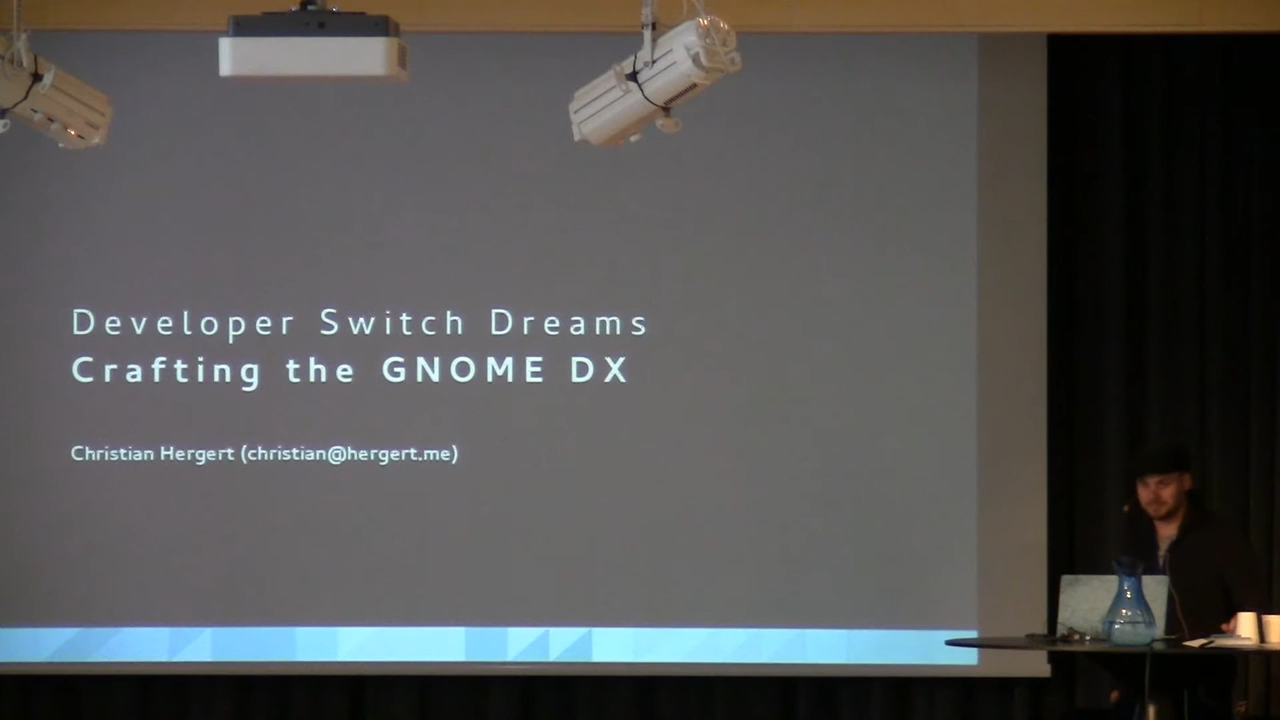 Developer Switch Dreams
Crafting the GNOME DX
Christian Hergert (christian@hergert.me)